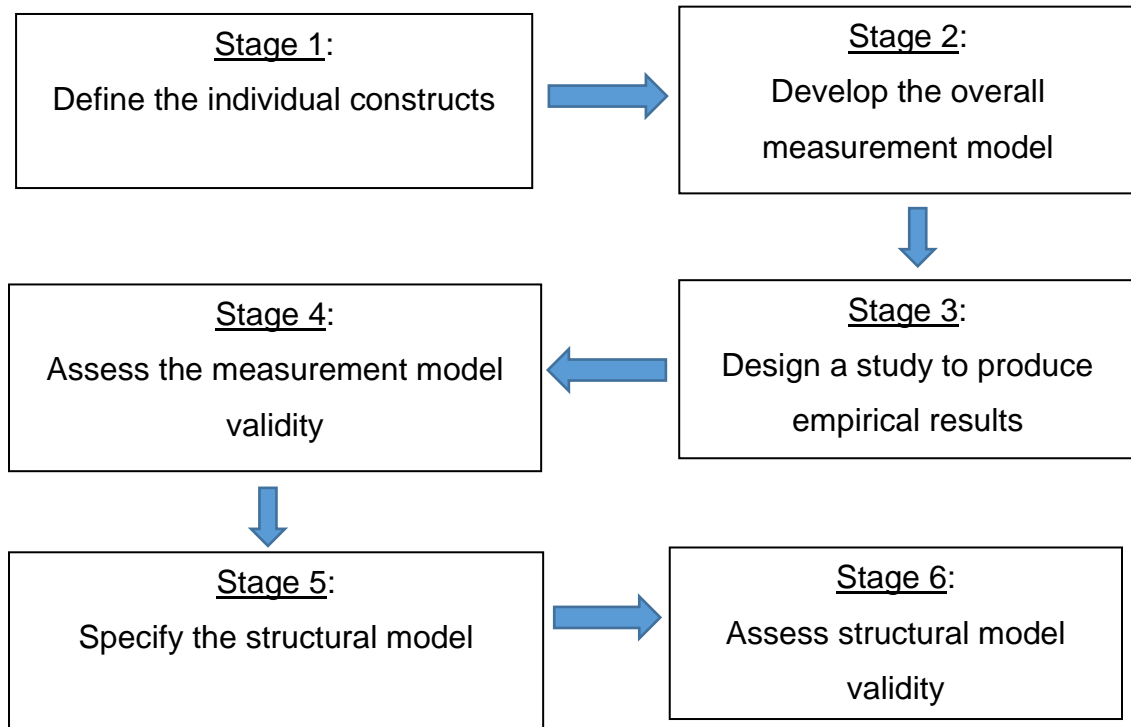 Stage 1:
Define the individual constructs
Stage 2:
Develop the overall
measurement model
Stage 3:
Design a study to produce
empirical results
Stage 4:
Assess the measurement model
validity
Stage 5:
Specify the structural model
Stage 6:
Assess structural model
validity